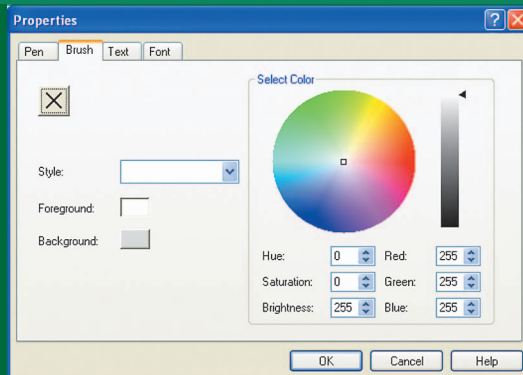 Properties
Pen Brush Text Font
Select Color
Style:
Foreground:
Background:
Hue: 0 Red: 255
Saturation: 0 Green: 255
Brightness: 255 Blue: 255
OK Cancel Help